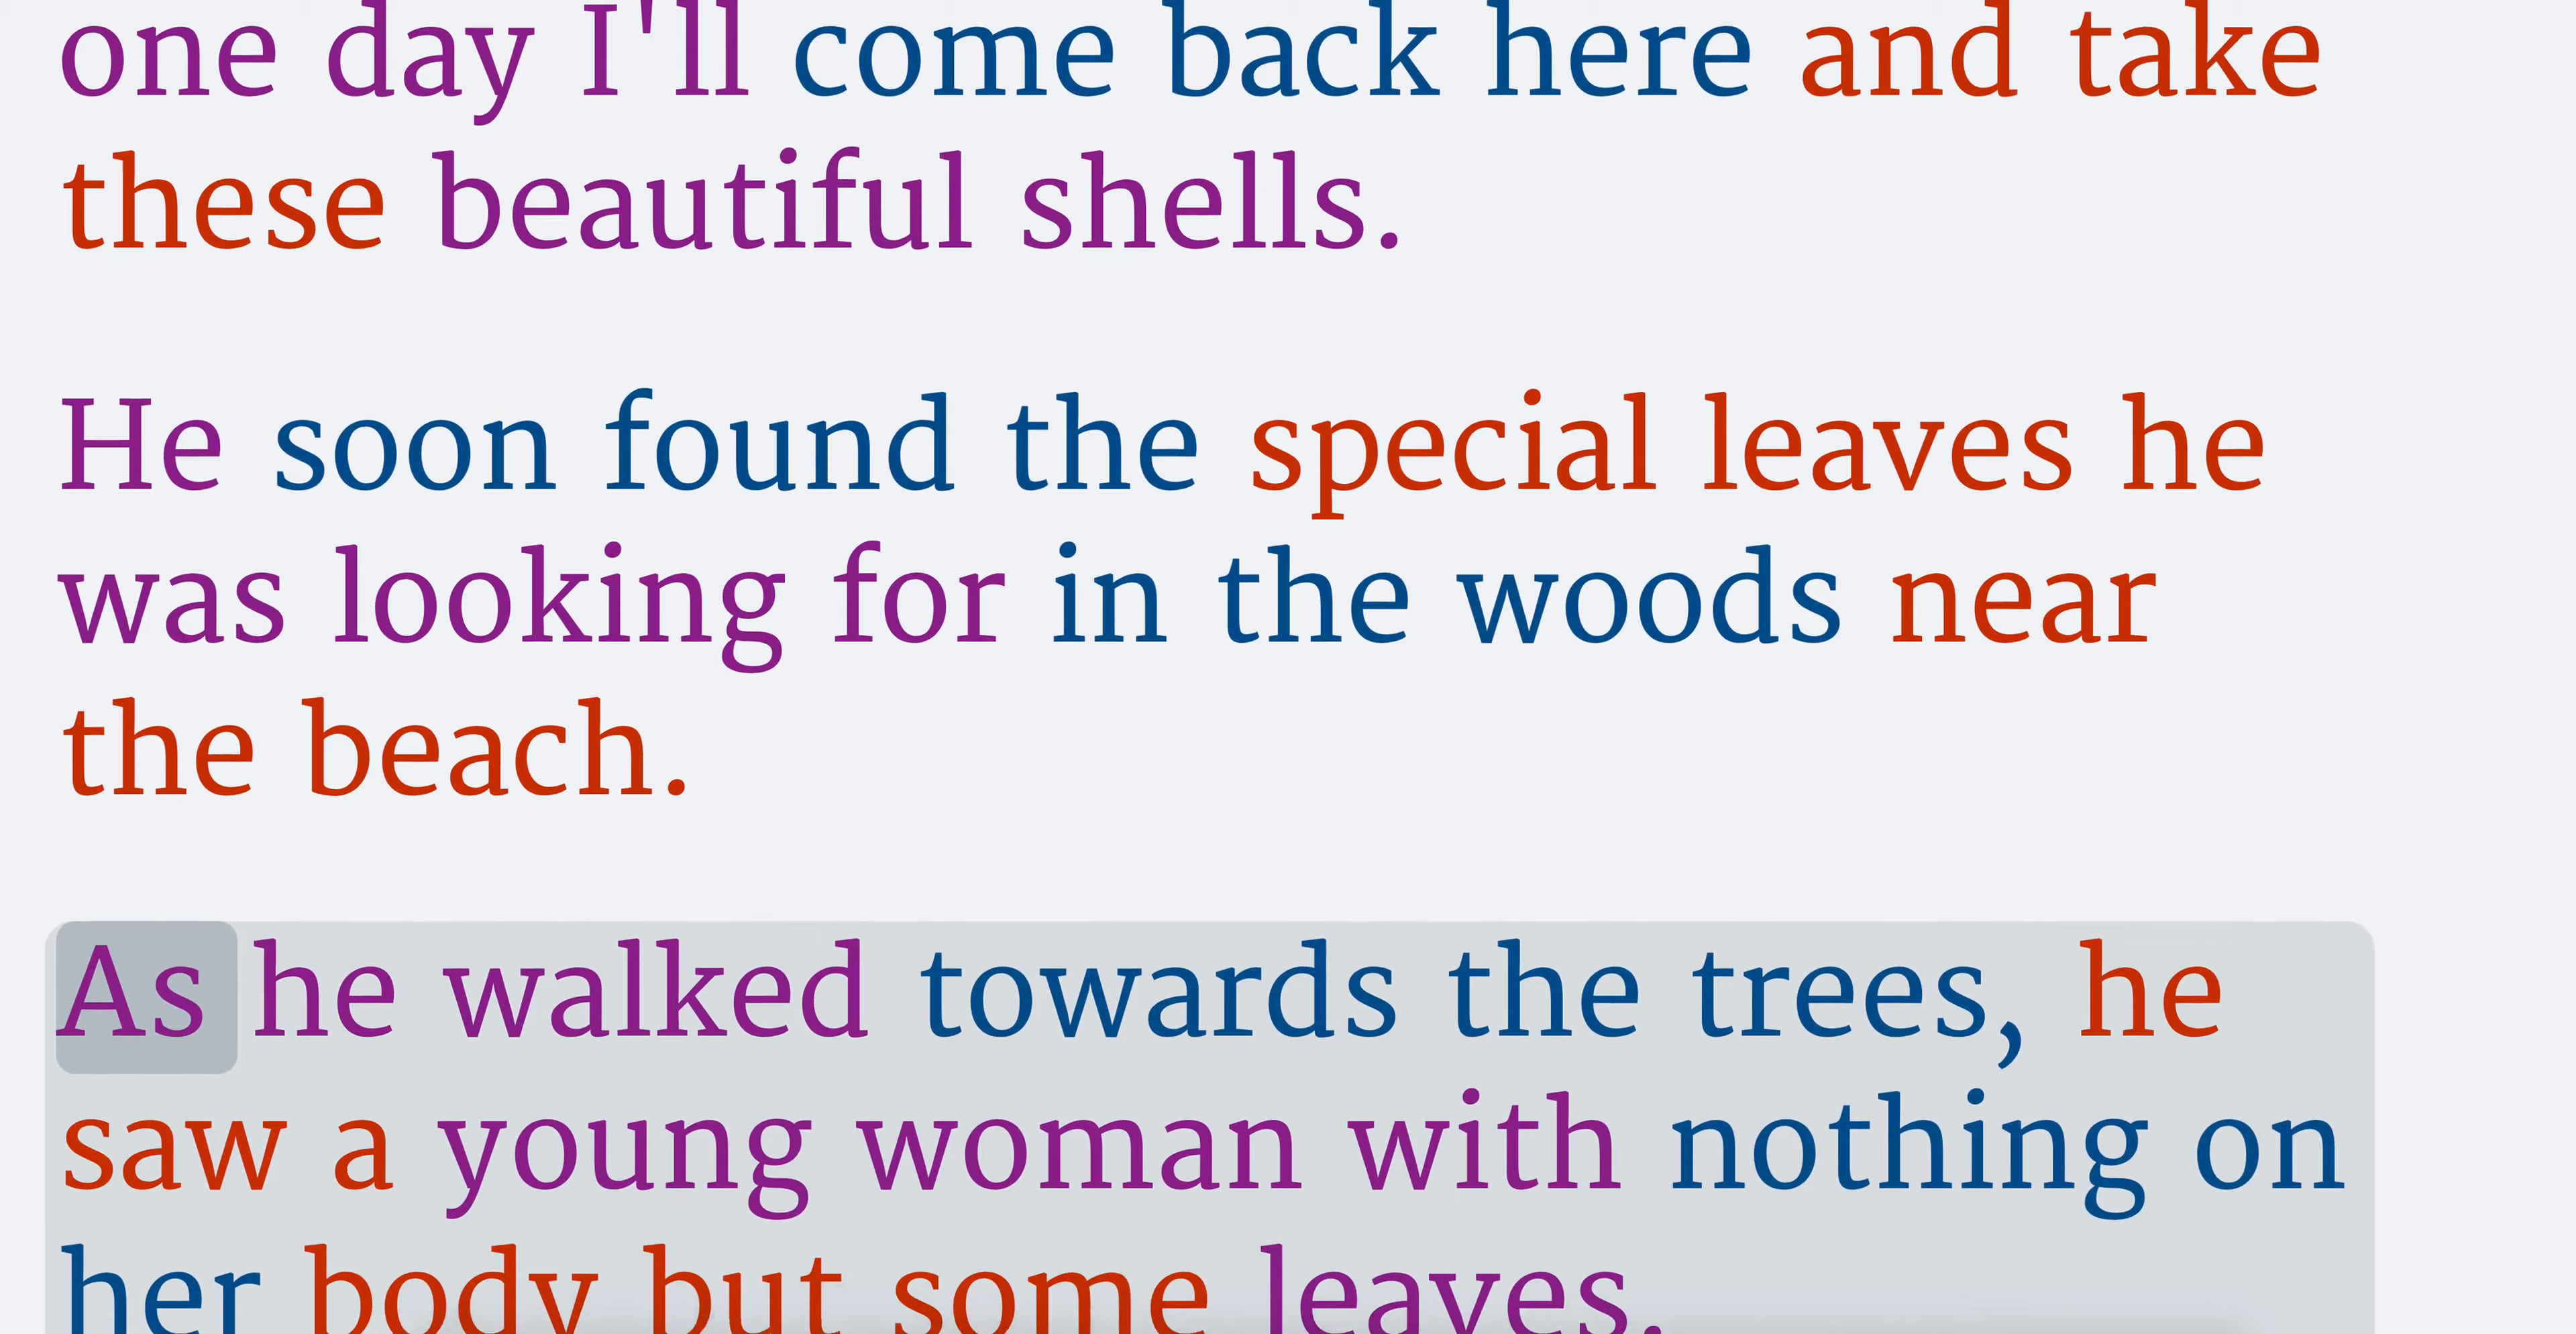 one day I'll come back here and take
these beautiful shells.
He soon found the special leaves he
was looking for in the woods near
the beach.
As he walked towards the trees, he
saw a young woman with nothing on
her body but some leaves.